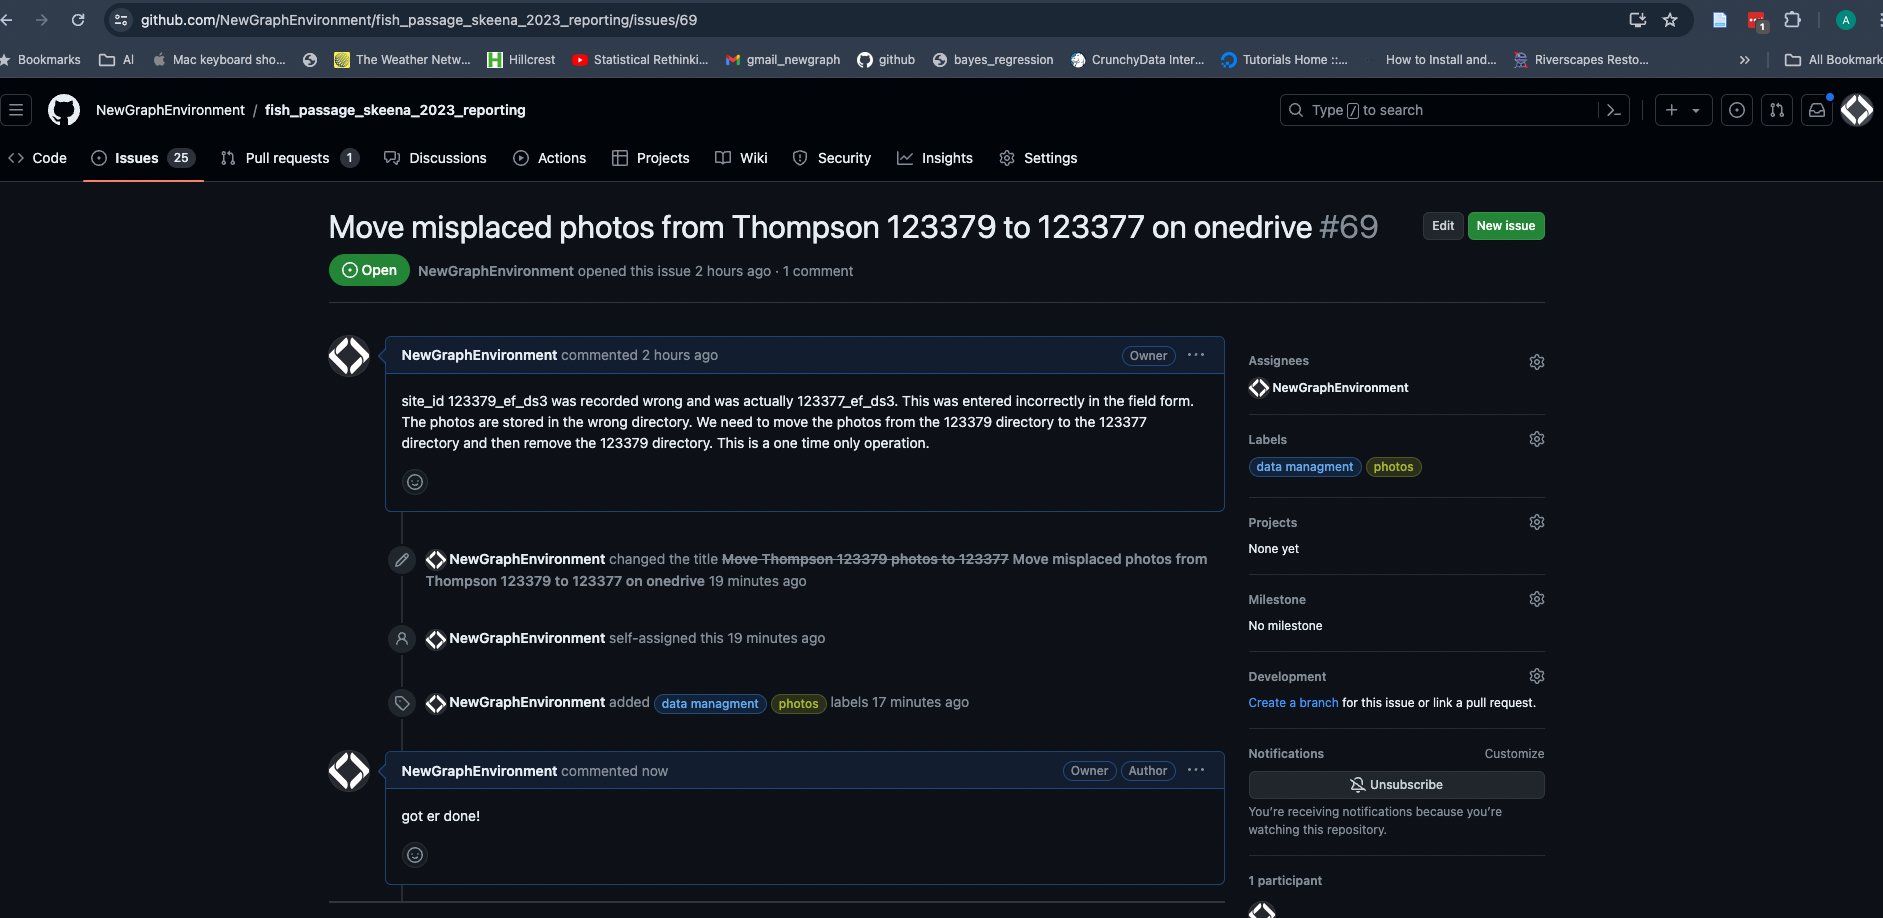 github.com/NewGraphEnvironment/fish_passage_skeena_2023_reporting/issues/69
A
1
Bookmarks
AI
Mac keyboard sho...
The Weather Netw...
Hillcrest
Statistical Rethinki...
gmail_newgraph
github
bayes_regression
CrunchyData Inter...
Tutorials Home ::...
How to Install and...
Riverscapes Resto...
All Bookmark
NewGraphEnvironment / fish_passage_skeena_2023_reporting
Type / to search
Code
Issues 25
Pull requests 1
Discussions
Actions
Projects
Wiki
Security
Insights
Settings
Move misplaced photos from Thompson 123379 to 123377 on onedrive #69
Edit
New issue
Open
NewGraphEnvironment opened this issue 2 hours ago · 1 comment
NewGraphEnvironment commented 2 hours ago
Owner
site_id 123379_ef_ds3 was recorded wrong and was actually 123377_ef_ds3. This was entered incorrectly in the field form.
The photos are stored in the wrong directory. We need to move the photos from the 123379 directory to the 123377
directory and then remove the 123379 directory. This is a one time only operation.
NewGraphEnvironment changed the title Move Thompson 123379 photos to 123377 Move misplaced photos from
Thompson 123379 to 123377 on onedrive 19 minutes ago
NewGraphEnvironment self-assigned this 19 minutes ago
NewGraphEnvironment added data managment photos labels 17 minutes ago
NewGraphEnvironment commented now
Owner
Author
got er done!
Assignees
NewGraphEnvironment
Labels
data managment
photos
Projects
None yet
Milestone
No milestone
Development
Create a branch for this issue or link a pull request.
Notifications
Customize
Unsubscribe
You're receiving notifications because you're
watching this repository.
1 participant